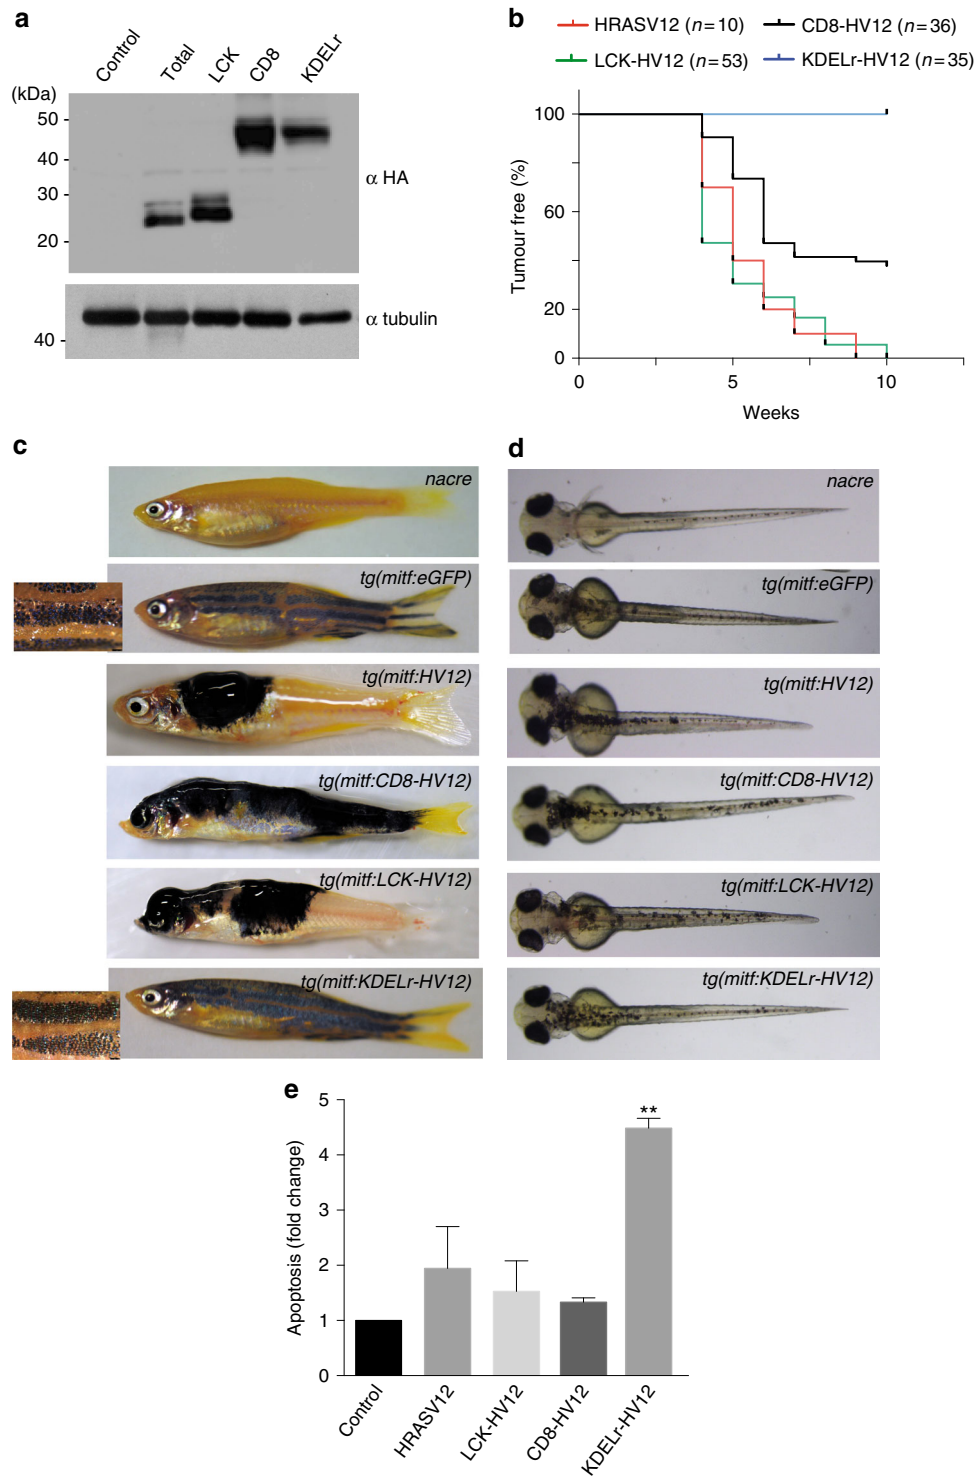 a
Control
Total
LCK
CD8
KDELr
(kDa)
50
40
30
20
α HA
40
α tubulin
b
HRASV12 (n=10)
CD8-HV12 (n=36)
LCK-HV12 (n=53)
KDELr-HV12 (n=35)
Tumour free (%)
100
60
20
0
0
5
10
Weeks
c
nacre
tg(mitf:eGFP)
tg(mitf:HV12)
tg(mitf:CD8-HV12)
tg(mitf:LCK-HV12)
tg(mitf:KDELr-HV12)
d
nacre
tg(mitf:eGFP)
tg(mitf:HV12)
tg(mitf:CD8-HV12)
tg(mitf:LCK-HV12)
tg(mitf:KDELr-HV12)
e
Apoptosis (fold change)
5
4
3
2
1
0
**
Control
HRASV12
LCK-HV12
CD8-HV12
KDELr-HV12